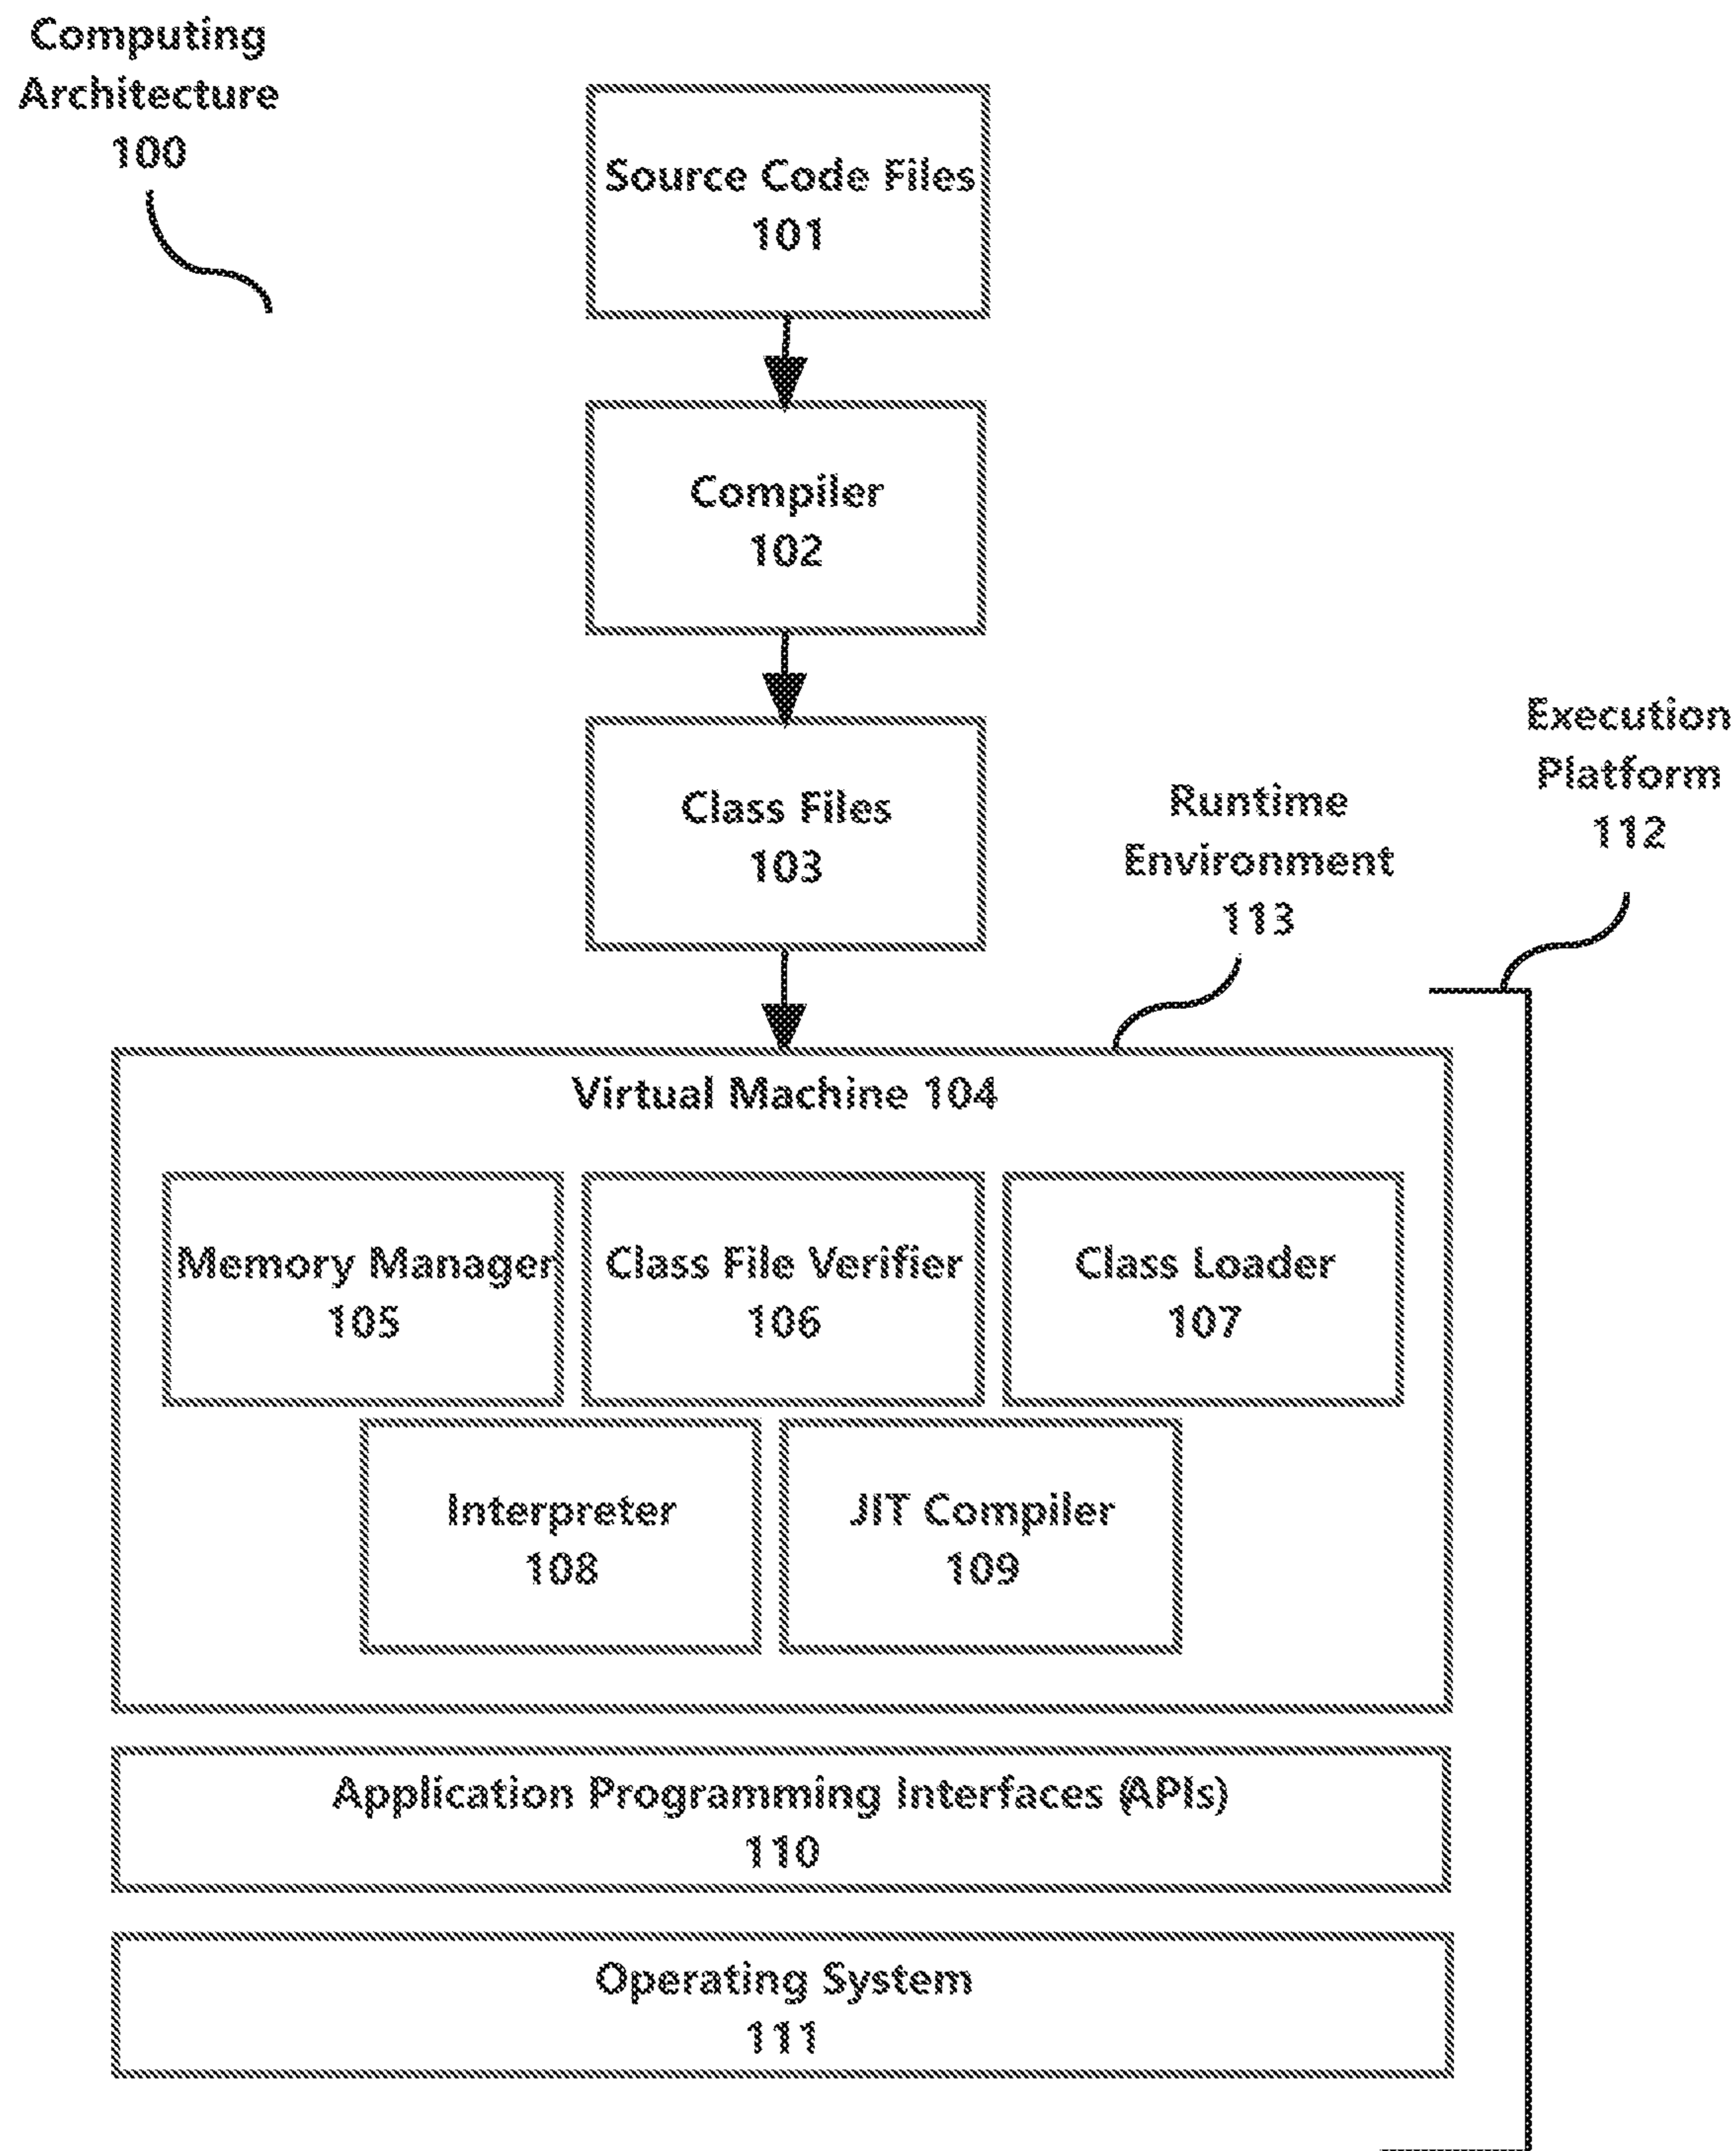 Computing
Architecture
100
Source Code Files
101
Compiler
102
Class Files
103
Execution
Platform
112
Runtime
Environment
113
Virtual Machine 104
Memory Manager
105
Class File Verifier
106
Class Loader
107
Interpreter
108
JIT Compiler
109
Application Programming Interfaces (APIs)
110
Operating System
111